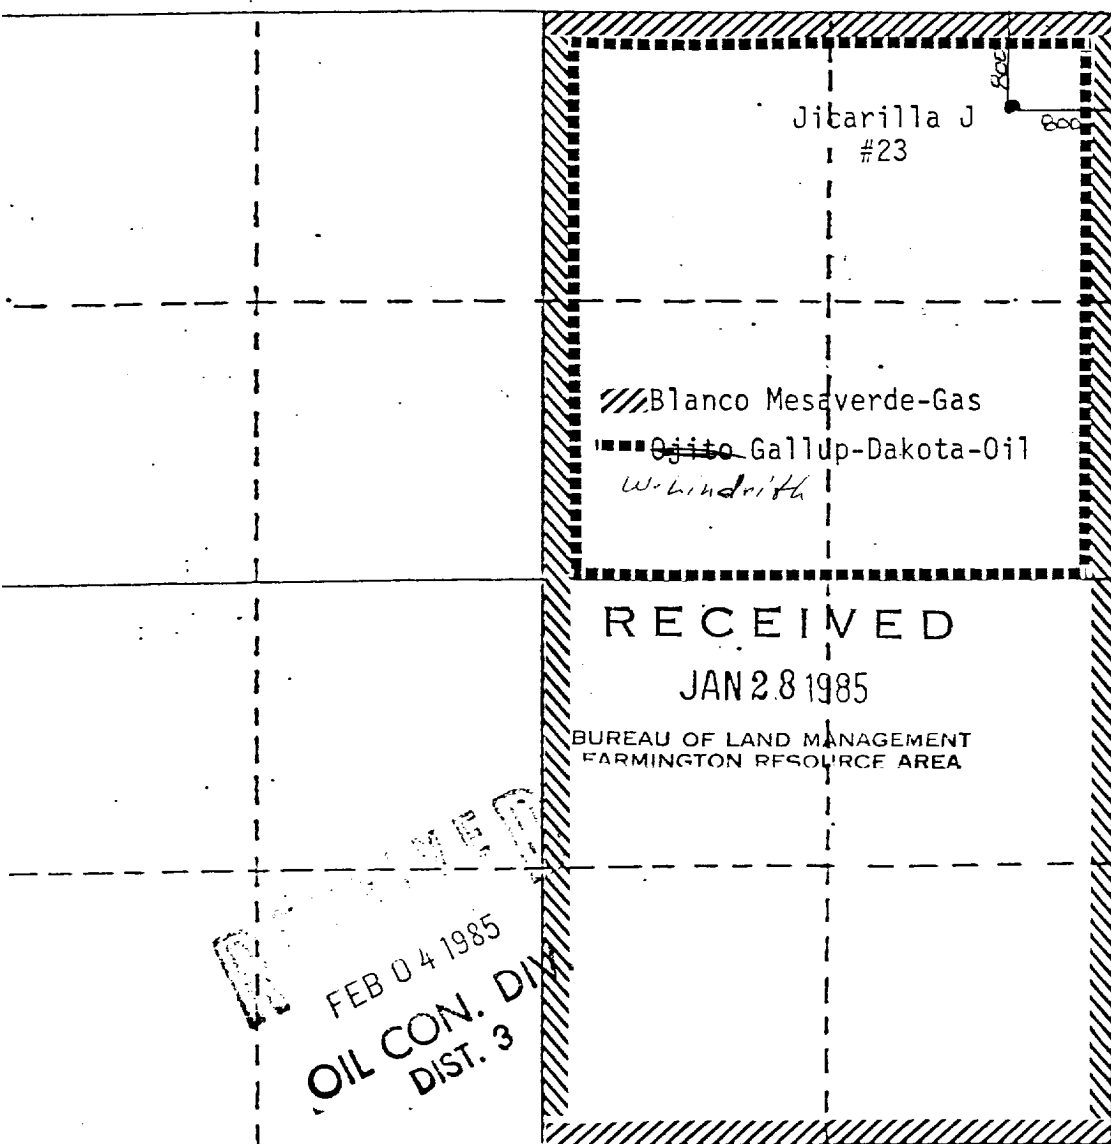 800
Jicarilla J
800
#23
Blanco Mesaverde-Gas
Ojito Gallup-Dakota-Oil
RECEIVED
JAN 28 1985
BUREAU OF LAND MANAGEMENT
FARMINGTON RESOURCE AREA
FEB 04 1985
OIL CON. DIV
DIST. 3